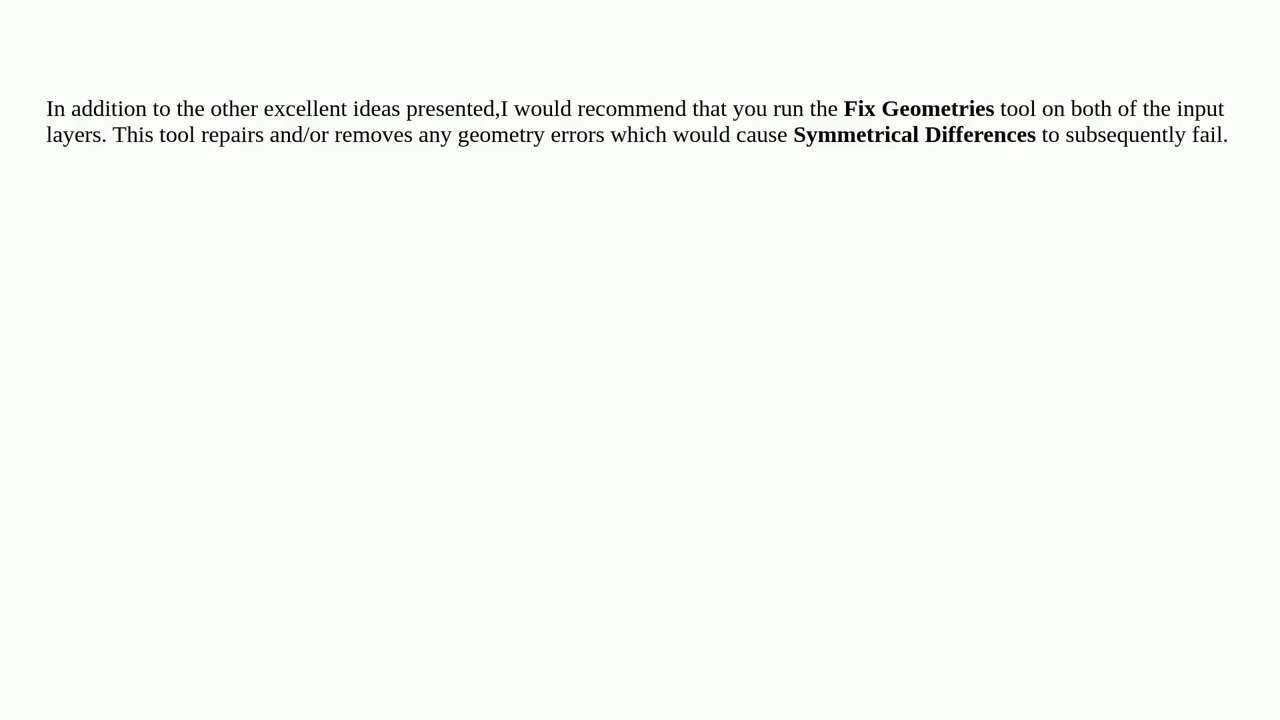 In addition to the other excellent ideas presented,I would recommend that you run the Fix Geometries tool on both of the input
layers. This tool repairs and/or removes any geometry errors which would cause Symmetrical Differences to subsequently fail.